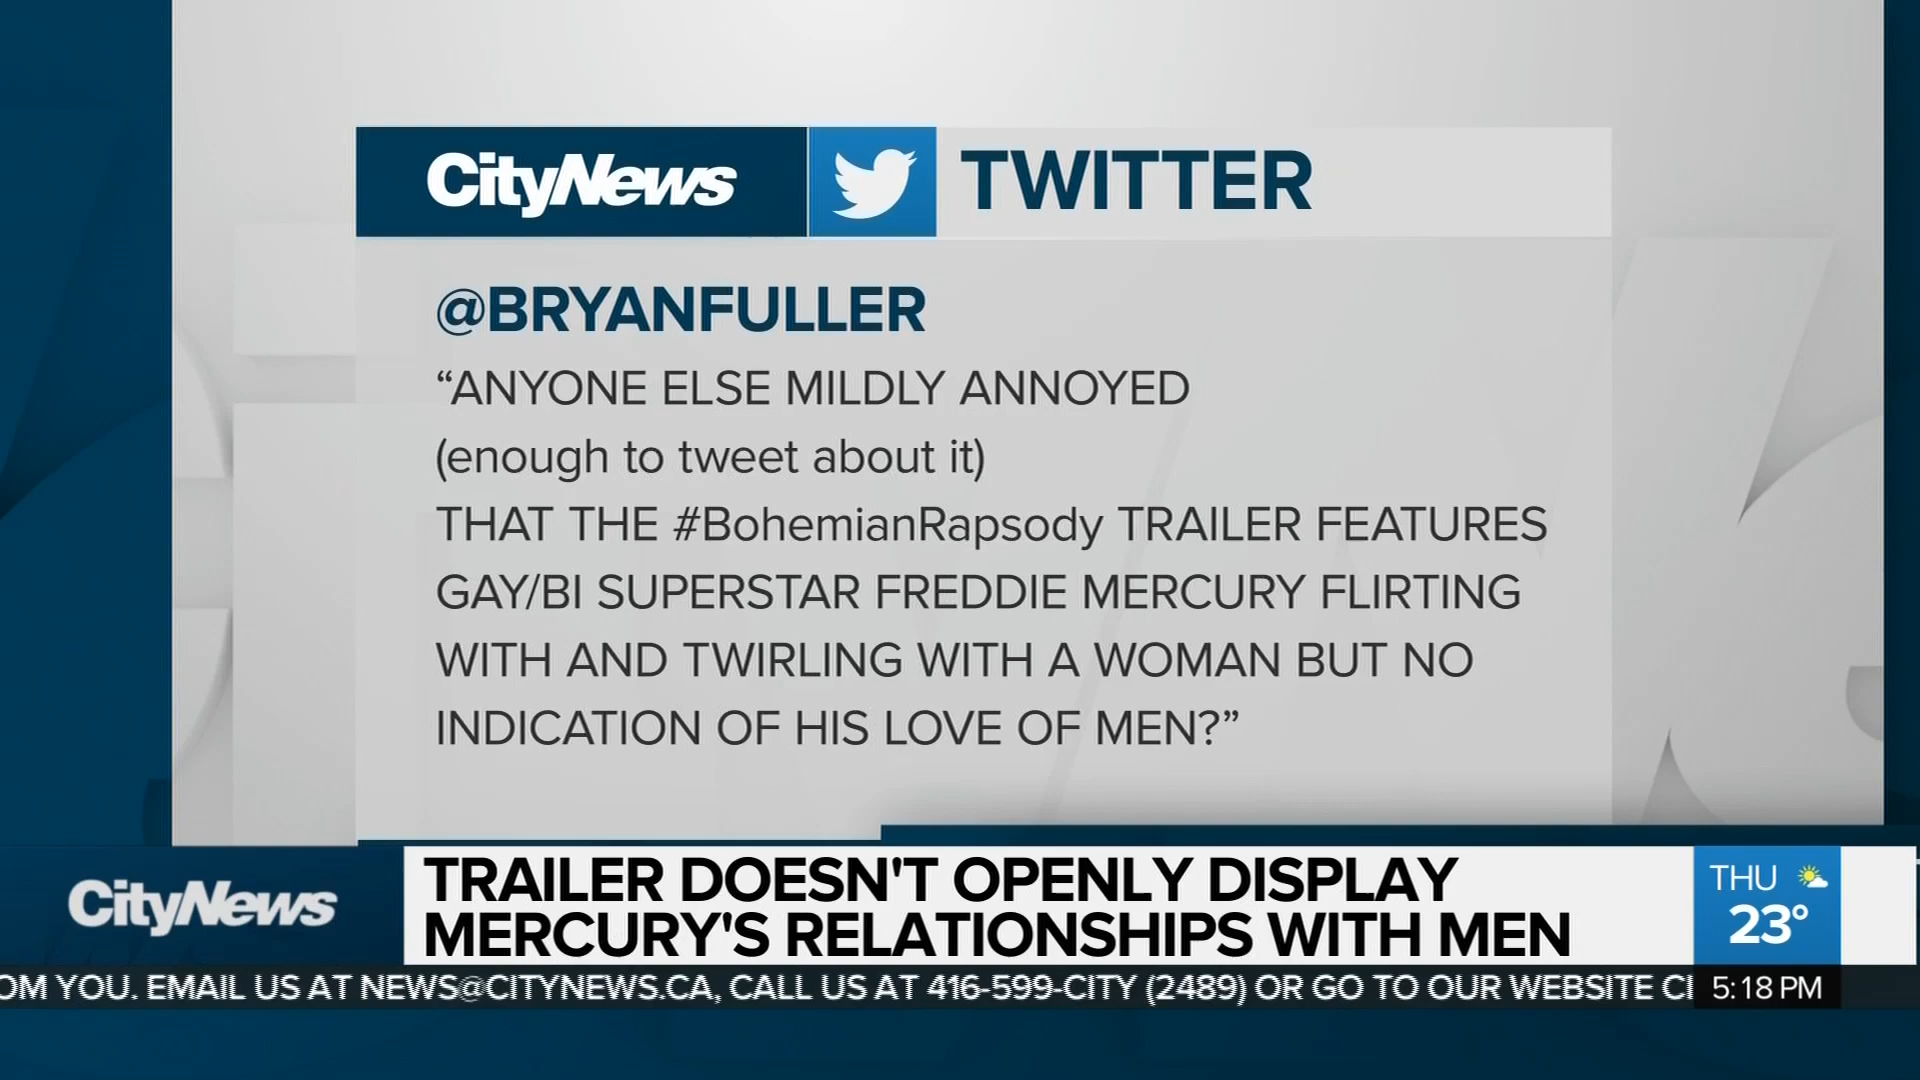 CityNews TWITTER
@BRYANFULLER
“ANYONE ELSE MILDLY ANNOYED
(enough to tweet about it)
THAT THE #BohemianRapsody TRAILER FEATURES
GAY/BI SUPERSTAR FREDDIE MERCURY FLIRTING
WITH AND TWIRLING WITH A WOMAN BUT NO
INDICATION OF HIS LOVE OF MEN?”
CityNews
TRAILER DOESN'T OPENLY DISPLAY
MERCURY'S RELATIONSHIPS WITH MEN
THU
23°
OM YOU. EMAIL US AT NEWS@CITYNEWS.CA, CALL US AT 416-599-CITY (2489) OR GO TO OUR WEBSITE CI
5:18 PM